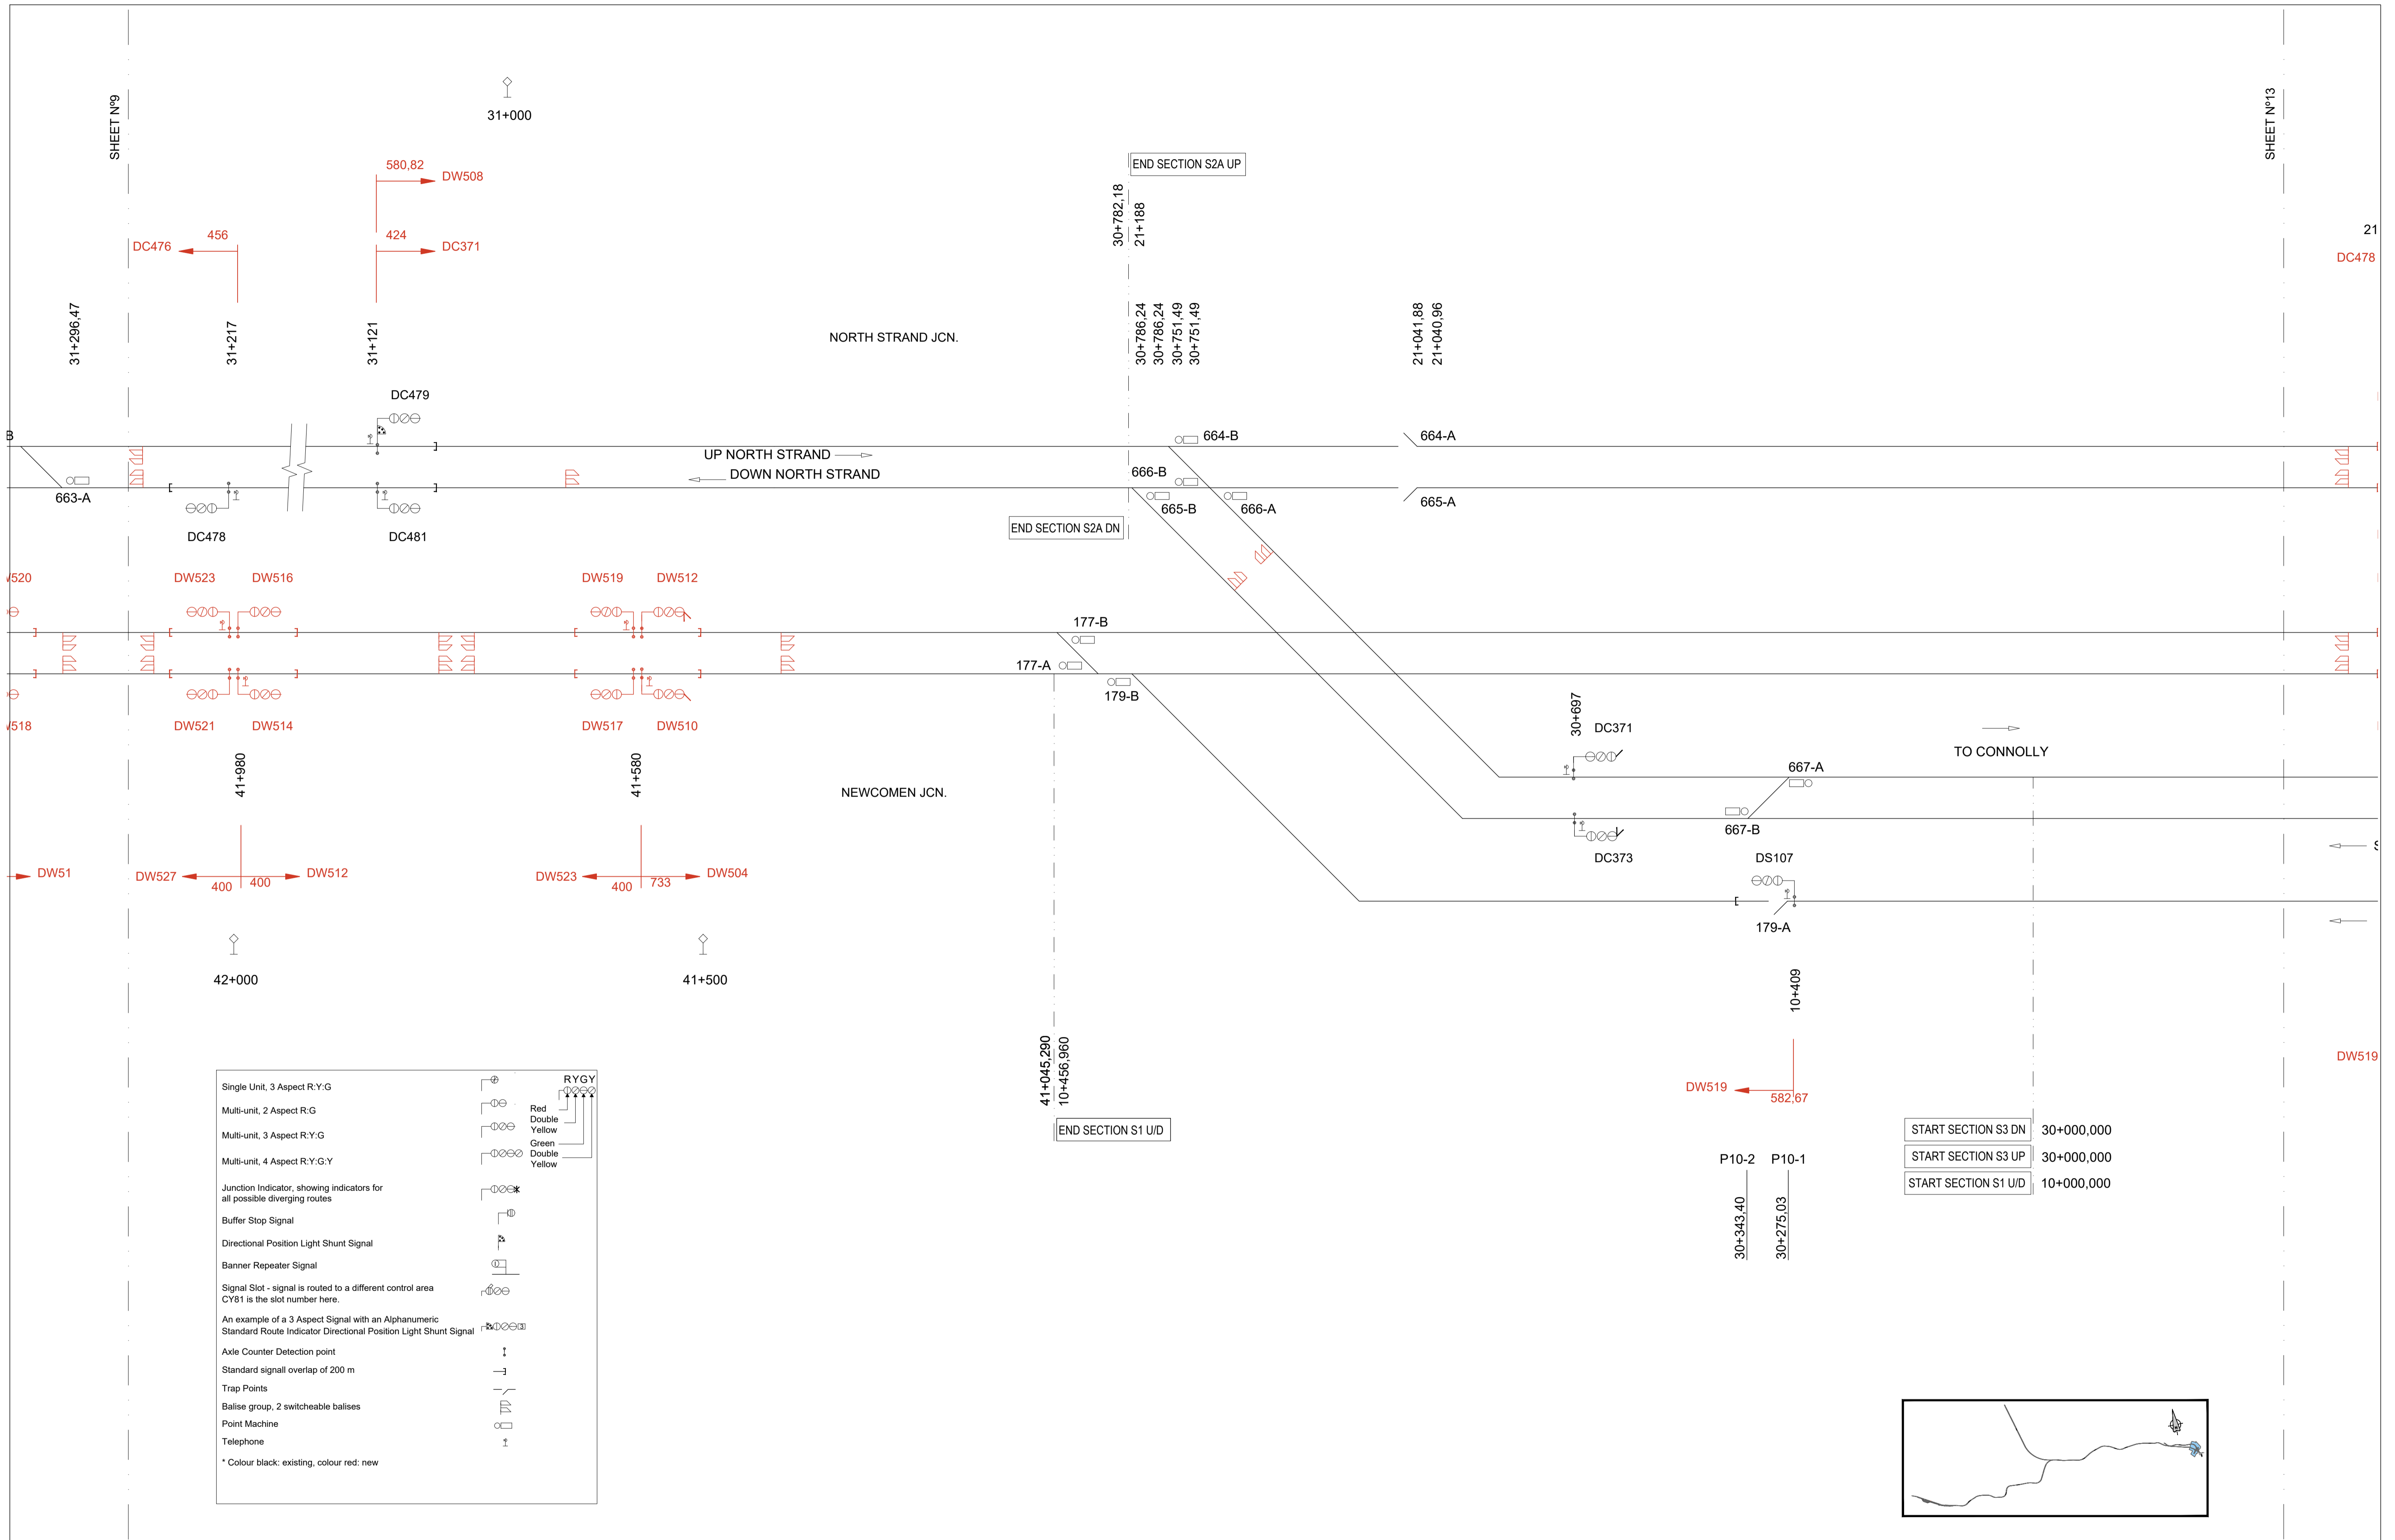 SHEET Nº9
SHEET Nº13
31+000
580,82
DW508
456
DC476
424
DC371
END SECTION S2A UP
30+782,18
21+188
21
DC478
31+296,47
31+217
31+121
NORTH STRAND JCN.
30+786,24
30+786,24
30+751,49
30+751,49
21+041,88
21+040,96
DC479
B
UP NORTH STRAND
664-B
664-A
DOWN NORTH STRAND
666-B
663-A
665-B
666-A
665-A
END SECTION S2A DN
DC478
DC481
W520
DW523
DW516
DW519
DW512
177-B
177-A
179-B
W518
DW521
DW514
DW517
DW510
30+697
DC371
TO CONNOLLY
41+980
41+580
NEWCOMEN JCN.
667-A
667-B
DC373
DS107
179-A
DW51
DW527
400
400
DW512
DW523
400
733
DW504
42+000
41+500
10+409
41+045,290
10+456,960
DW519
DW519
582,67
END SECTION S1 U/D
START SECTION S3 DN 30+000,000
START SECTION S3 UP 30+000,000
START SECTION S1 U/D 10+000,000
P10-2 P10-1
30+343,40
30+275,03
Single Unit, 3 Aspect R:Y:G
RYGY
Multi-unit, 2 Aspect R:G
Red
Double
Yellow
Multi-unit, 3 Aspect R:Y:G
Green
Double
Yellow
Multi-unit, 4 Aspect R:Y:G:Y
Junction Indicator, showing indicators for
all possible diverging routes
Buffer Stop Signal
Directional Position Light Shunt Signal
Banner Repeater Signal
Signal Slot - signal is routed to a different control area
CY81 is the slot number here.
An example of a 3 Aspect Signal with an Alphanumeric
Standard Route Indicator Directional Position Light Shunt Signal
Axle Counter Detection point
Standard signall overlap of 200 m
Trap Points
Balise group, 2 switcheable balises
Point Machine
Telephone
* Colour black: existing, colour red: new